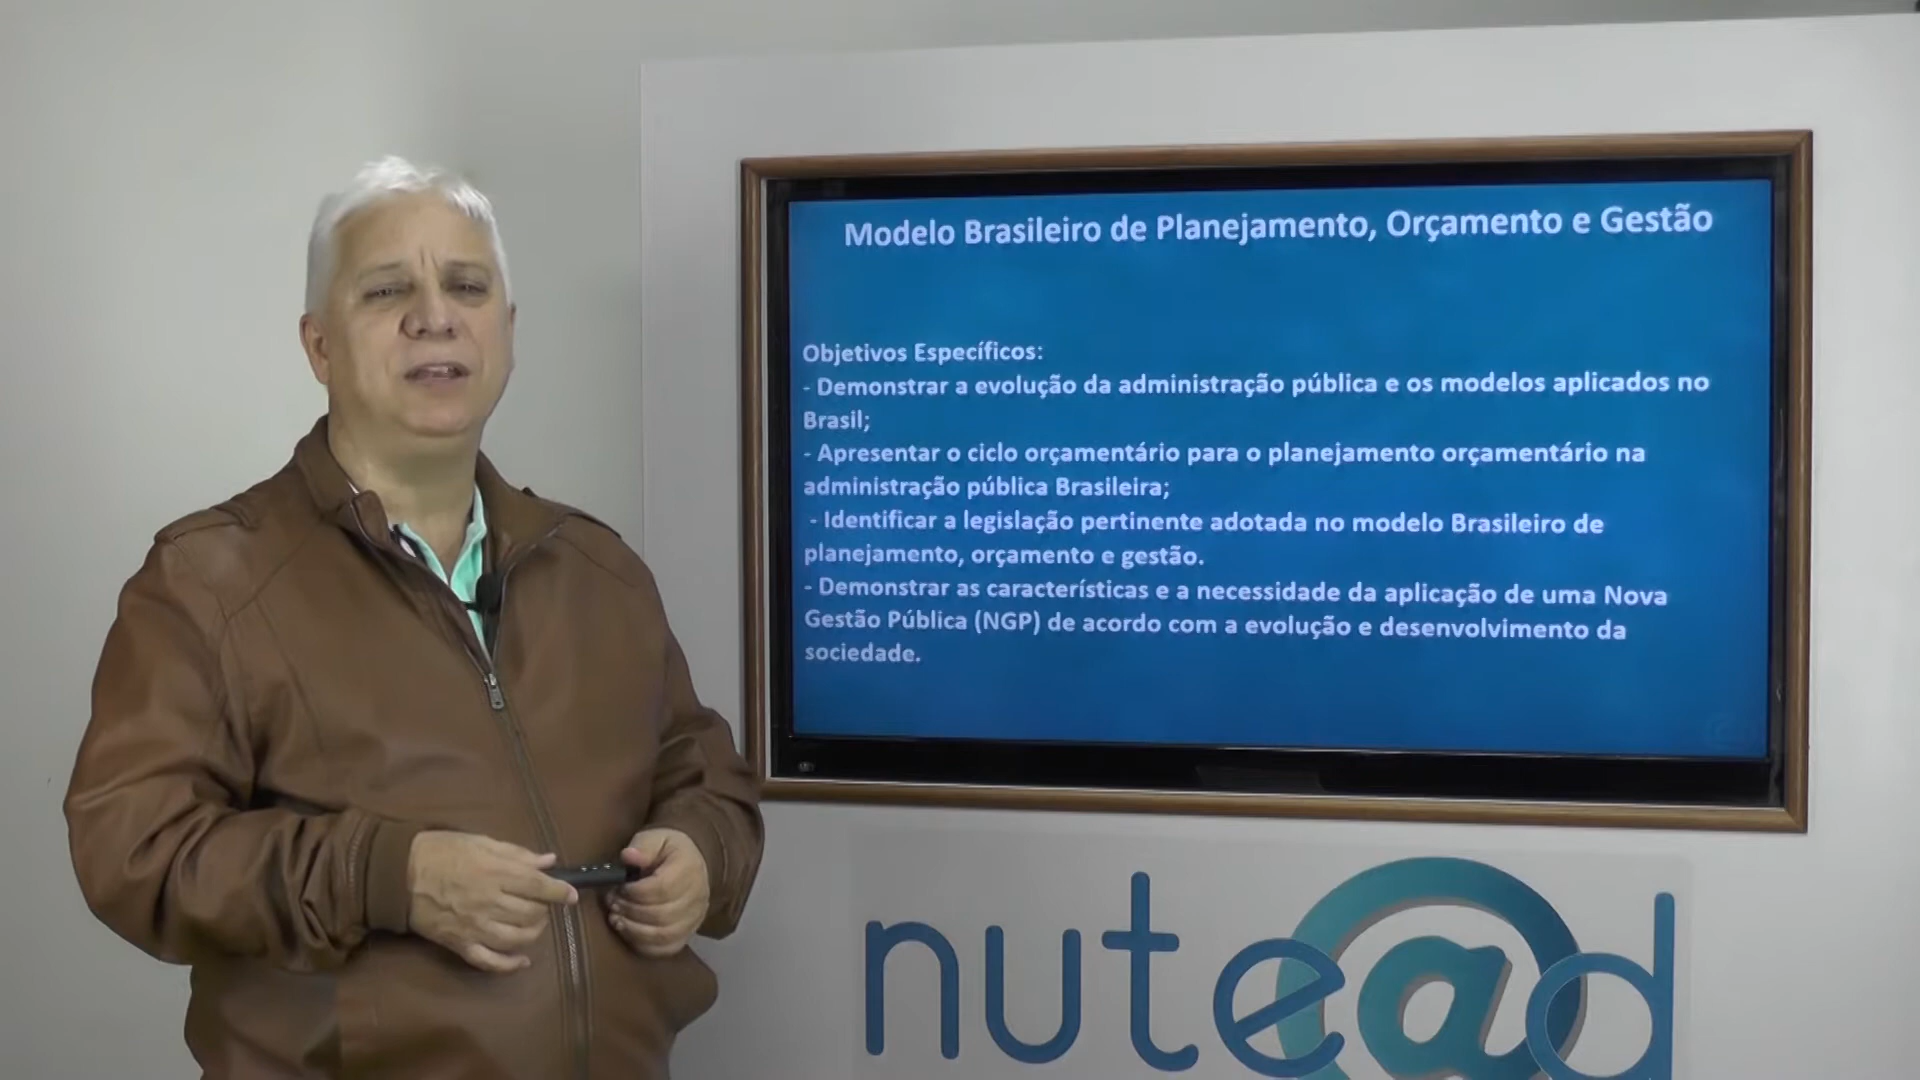 Modelo Brasileiro de Planejamento, Orçamento e Gestão
Objetivos Específicos:
- Demonstrar a evolução da administração pública e os modelos aplicados no
Brasil;
- Apresentar o ciclo orçamentário para o planejamento orçamentário na
administração pública Brasileira;
- Identificar a legislação pertinente adotada no modelo Brasileiro de
planejamento, orçamento e gestão.
- Demonstrar as características e a necessidade da aplicação de uma Nova
Gestão Pública (NGP) de acordo com a evolução e desenvolvimento da
sociedade.
nute@d